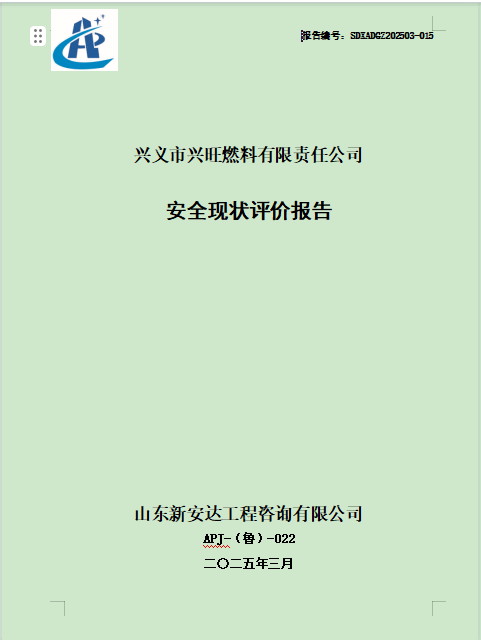 报告编号：SDXADGZ202503-015
兴义市兴旺燃料有限责任公司
安全现状评价报告
山东新安达工程咨询有限公司
APJ-（鲁）-022
二〇二五年三月